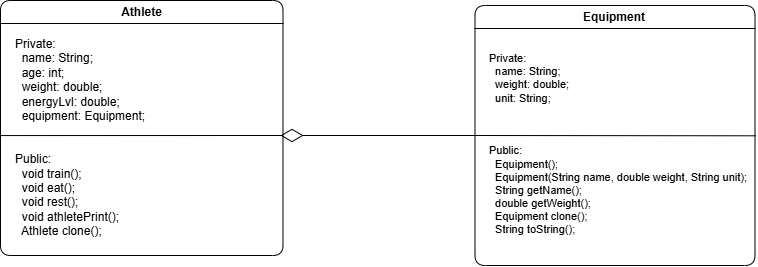 Athlete
Private:
name: String;
age: int;
weight: double;
energyLvl: double;
equipment: Equipment;
Public:
void train();
void eat();
void rest();
void athletePrint();
Athlete clone();
Equipment
Private:
name: String;
weight: double;
unit: String;
Public:
Equipment();
Equipment(String name, double weight, String unit);
String getName();
double getWeight();
Equipment clone();
String toString();